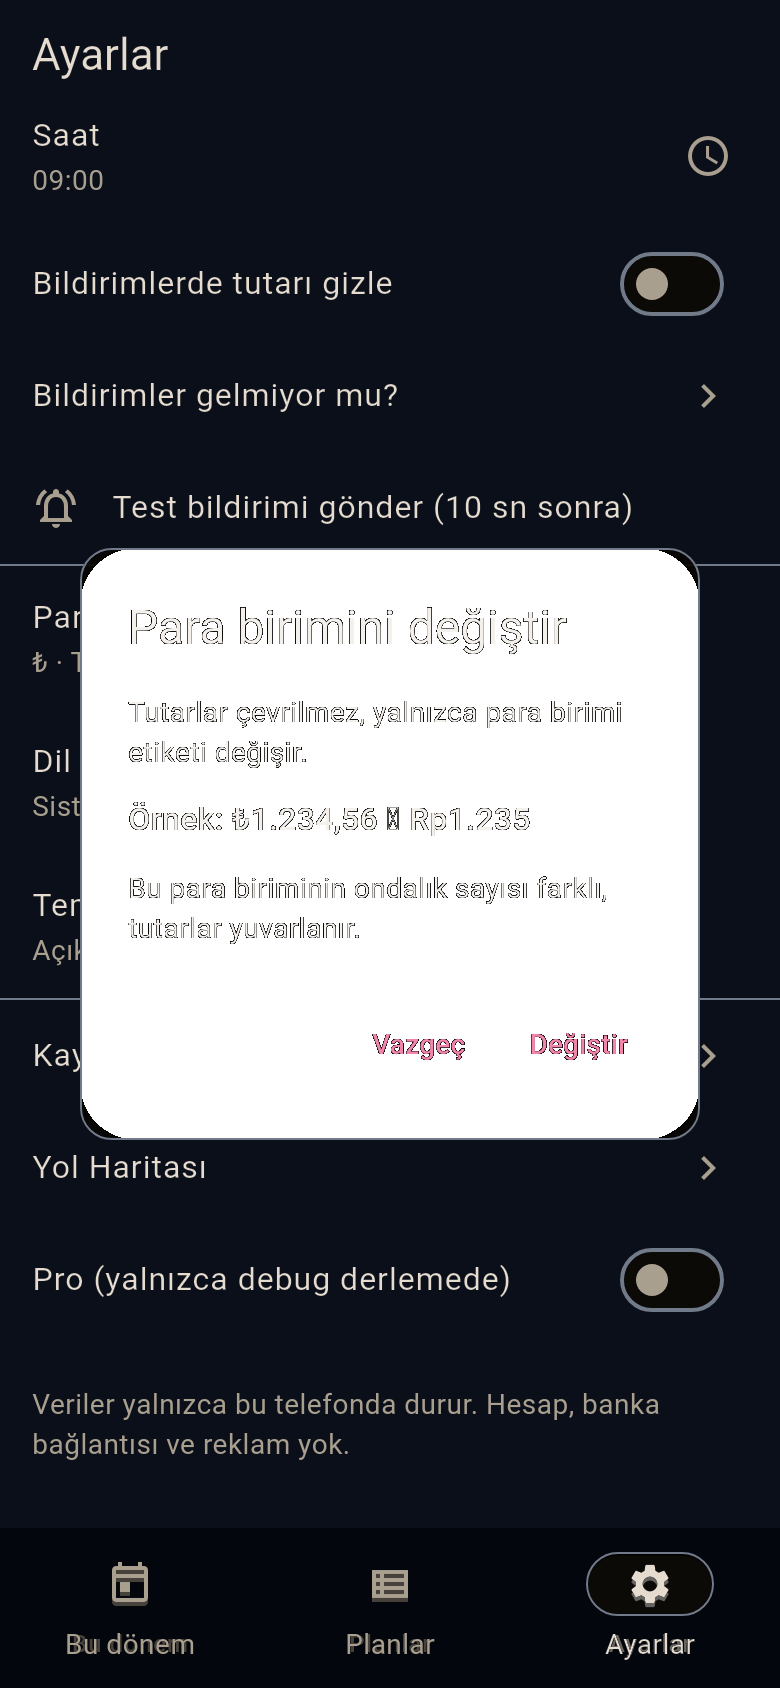 Ayarlar
Saat
09:00
Bildirimlerde tutarı gizle
Bildirimler gelmiyor mu?
Test bildirimi gönder (10 sn sonra)
Par
₺ · T
Dil
Sist
Ter
Açık
Para birimini değiştir
Tutarlar çevrilmez, yalnızca para birimi
etiketi değişir.
Örnek: ₺1.234,56 Rp1.235
Bu para biriminin ondalık sayısı farklı,
tutarlar yuvarlanır.
Vazgeç Değiştir
Kay
Yol Haritası
Pro (yalnızca debug derlemede)
Veriler yalnızca bu telefonda durur. Hesap, banka
bağlantısı ve reklam yok.
Bu dönem Planlar Ayarlar